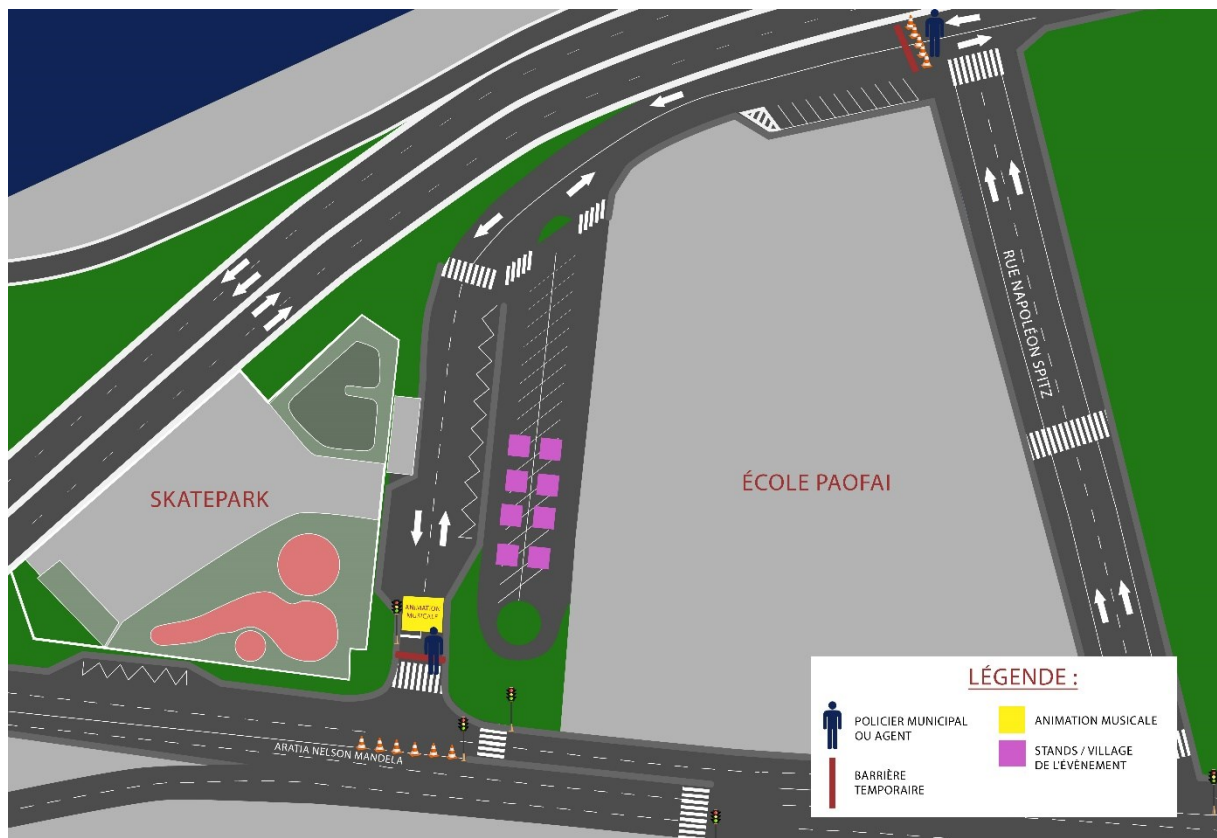 RUE NAPOLÉON SPITZ
SKATEPARK
ÉCOLE PAOFAI
ANIMATION
MUSICALE
ARATIA NELSON MANDELA
LÉGENDE :
POLICIER MUNICIPAL
OU AGENT
BARRIÈRE
TEMPORAIRE
ANIMATION MUSICALE
STANDS / VILLAGE
DE L'ÉVÈNEMENT